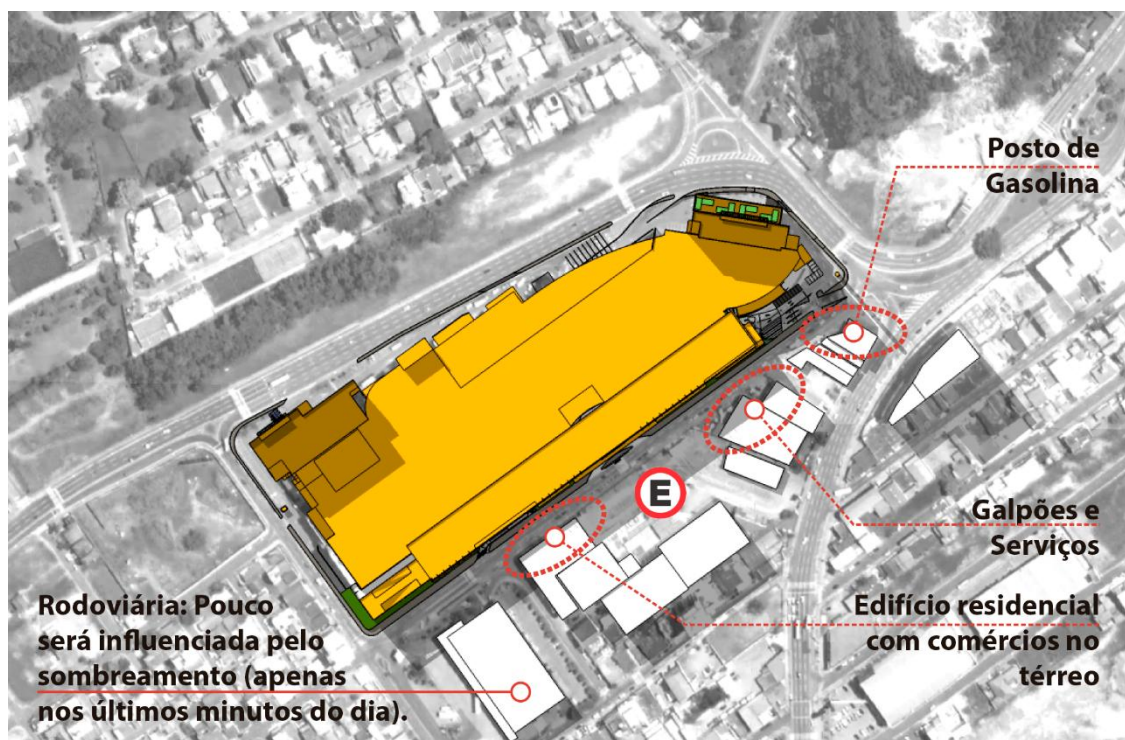 Posto de
Gasolina
E
Galpões e
Serviços
Edifício residencial
com comércios no
térreo
Rodoviária: Pouco
será influenciada pelo
sombreamento (apenas
nos últimos minutos do dia).